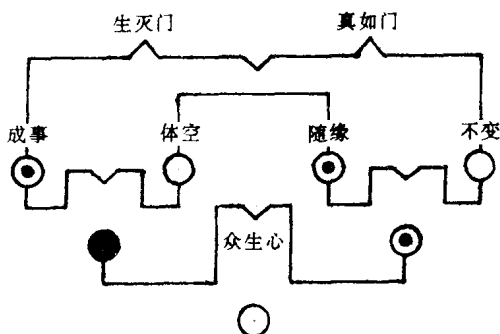 生灭门 真如门
成事 体空 随缘 不变
众生心